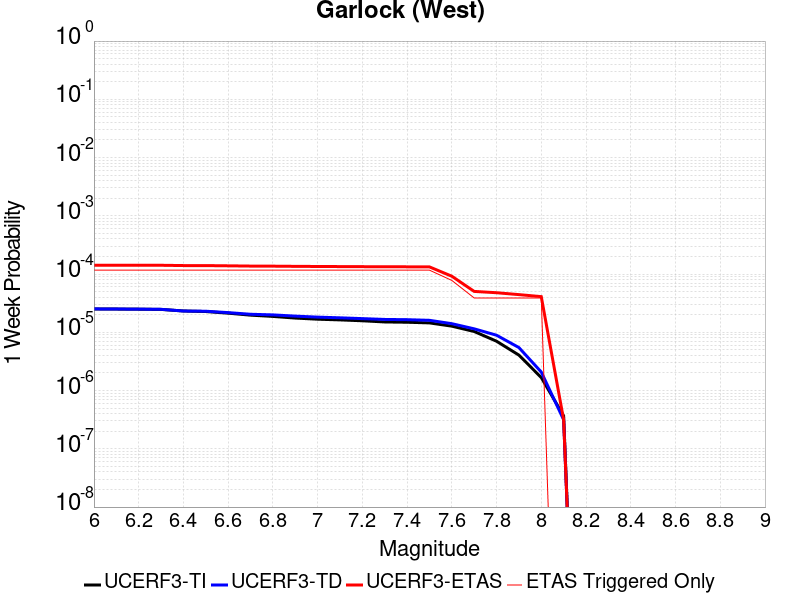 Garlock (West)
10^0
10^-1
10^-2
10^-3
10^-4
10^-5
10^-6
10^-7
10^-8
1 Week Probability
6 6.2 6.4 6.6 6.8 7 7.2 7.4 7.6 7.8 8 8.2 8.4 8.6 8.8 9
Magnitude
UCERF3-TI UCERF3-TD UCERF3-ETAS ETAS Triggered Only